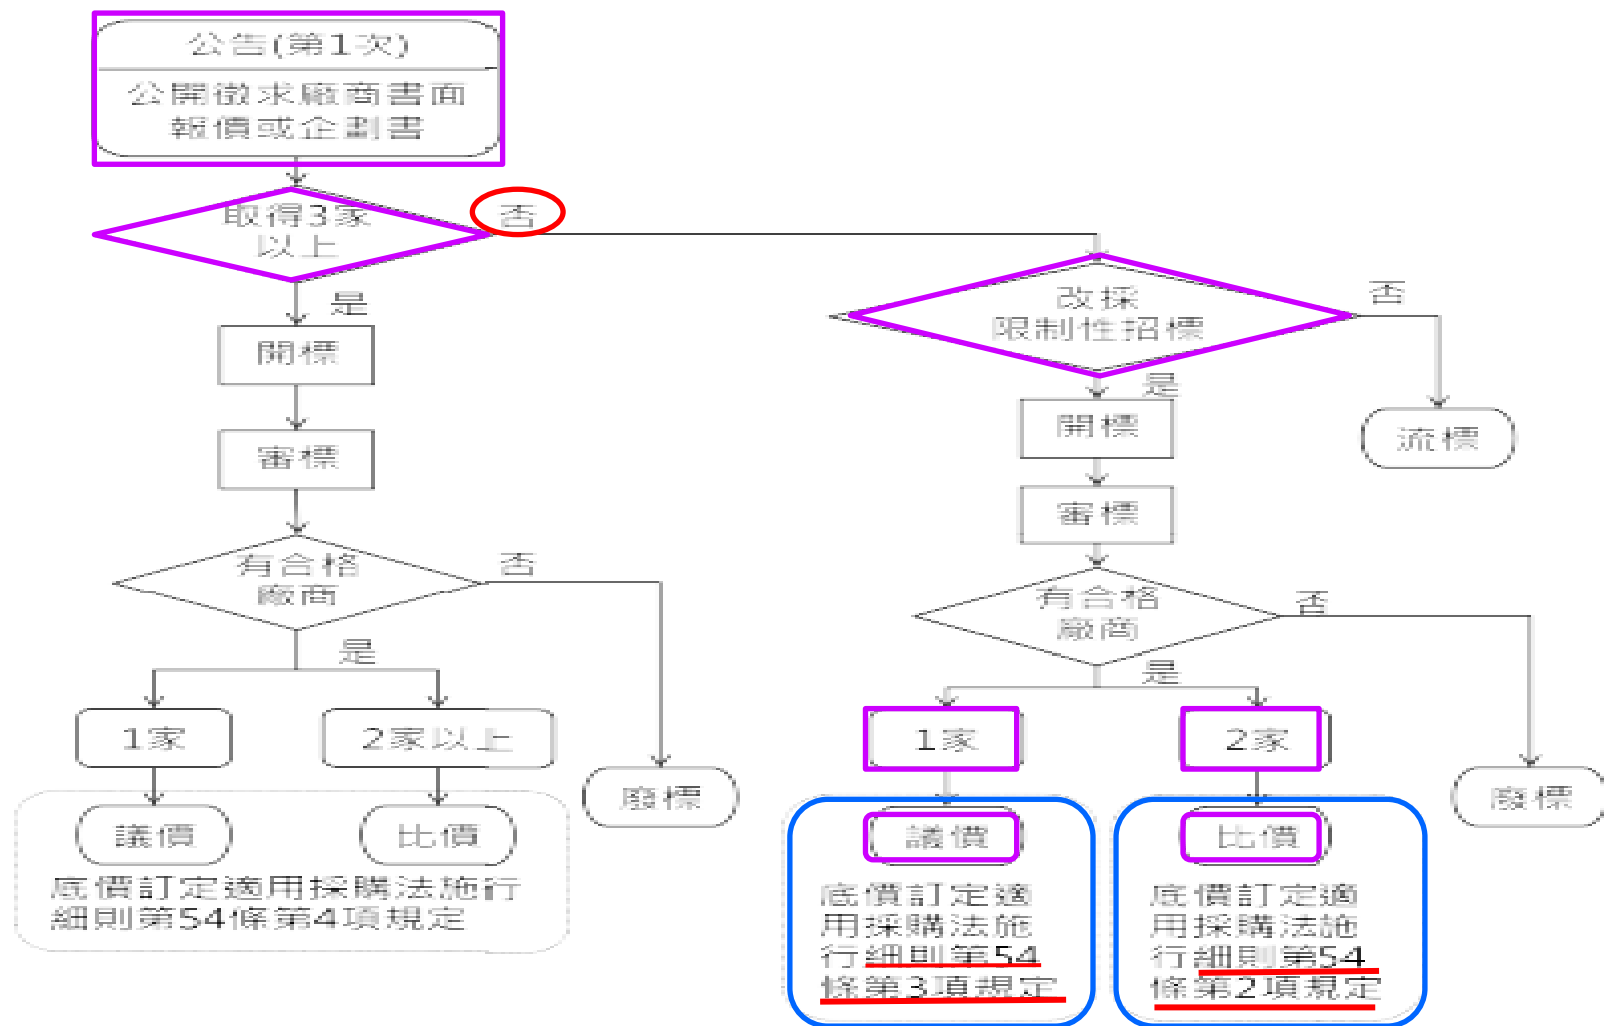 公告(第1次)
公開徵求廠商書面
報價或企劃書
取得3家
以上
否
是
開標
審標
有合格
廠商
否
是
1家
2家以上
廢標
議價
比價
底價訂定適用採購法施行
細則第54條第4項規定
改採
限制性招標
否
流標
是
開標
審標
有合格
廠商
否
是
1家
2家
廢標
議價
底價訂定適
用採購法施
行細則第54
條第3項規定
比價
底價訂定適
用採購法施
行細則第54
條第2項規定